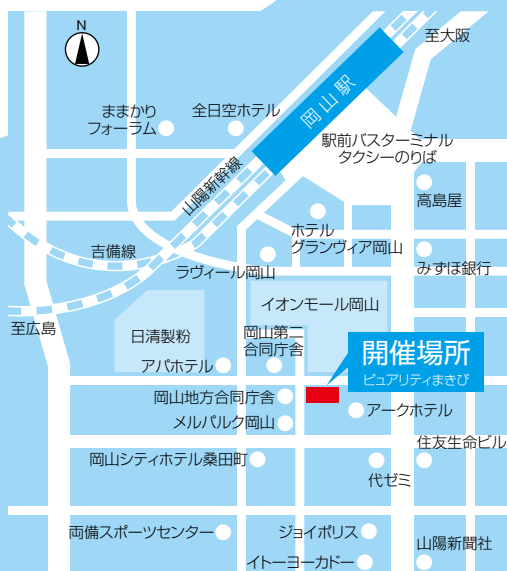 N
至大阪
岡山駅
ままかり
フォーラム
全日空ホテル
駅前バスターミナル
タクシーのりば
山陽新幹線
高島屋
ホテル
グランヴィア岡山
吉備線
みずほ銀行
ラヴィール岡山
イオンモール岡山
至広島
日清製粉
岡山第二
合同庁舎
開催場所
ピュアリティまきび
アパホテル
岡山地方合同庁舎
アークホテル
メルパルク岡山
住友生命ビル
岡山シティホテル桑田町
代ゼミ
両備スポーツセンター
ジョイポリス
山陽新聞社
イトーヨーカドー